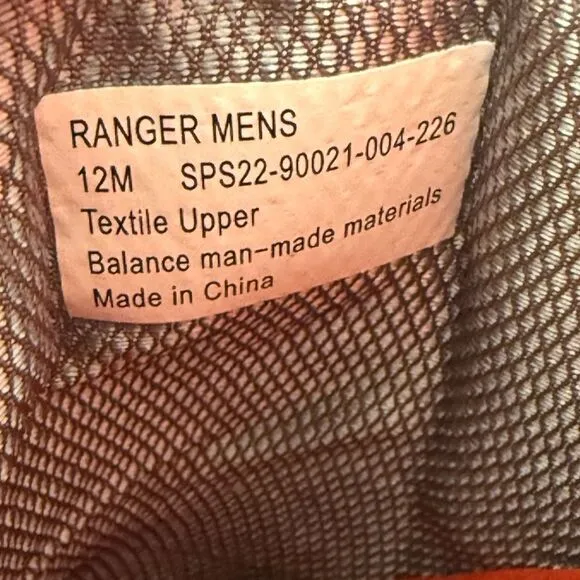 RANGER MENS
12M SPS22-90021-004-226
Textile Upper
Balance man-made materials
Made in China